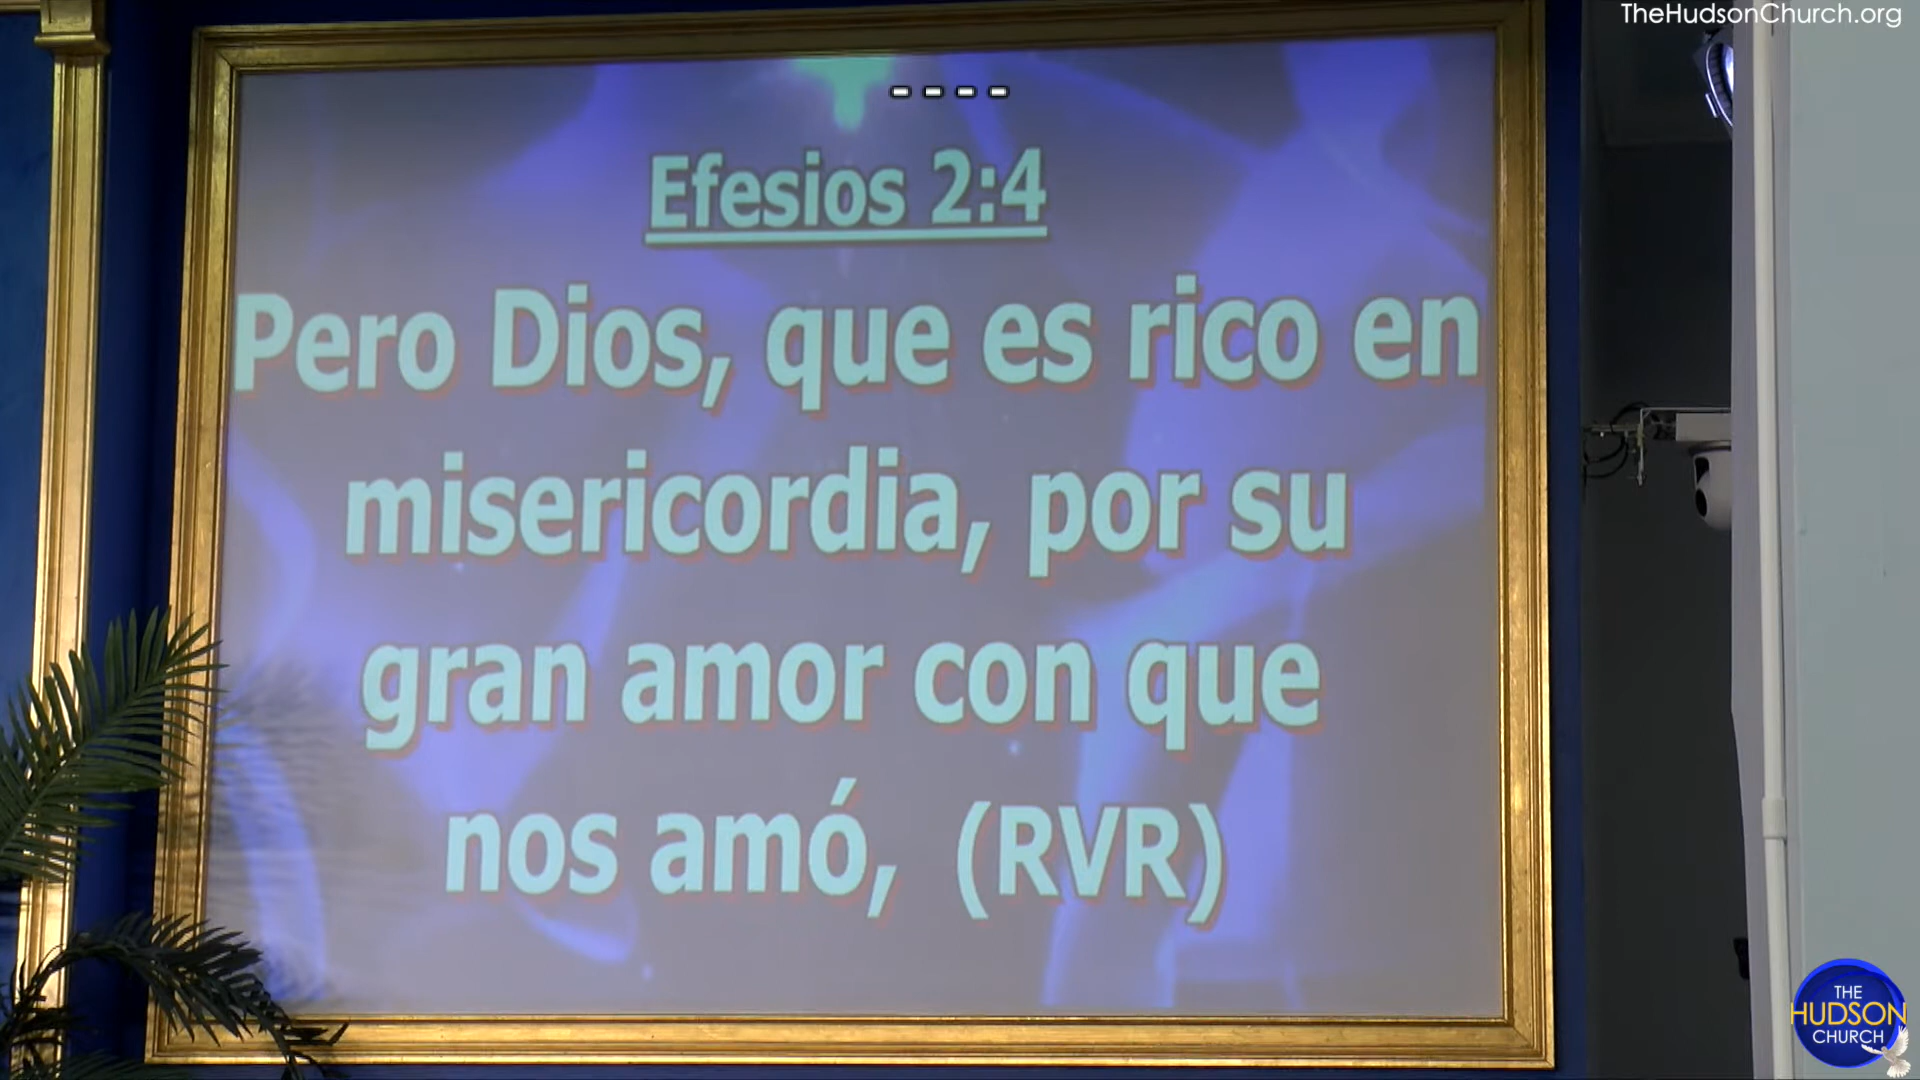 TheHudsonChurch.org
Efesios 2:4
Pero Dios, que es rico en
misericordia, por su
gran amor con que
nos amó, (RVR)
THE
HUDSON
CHURCH